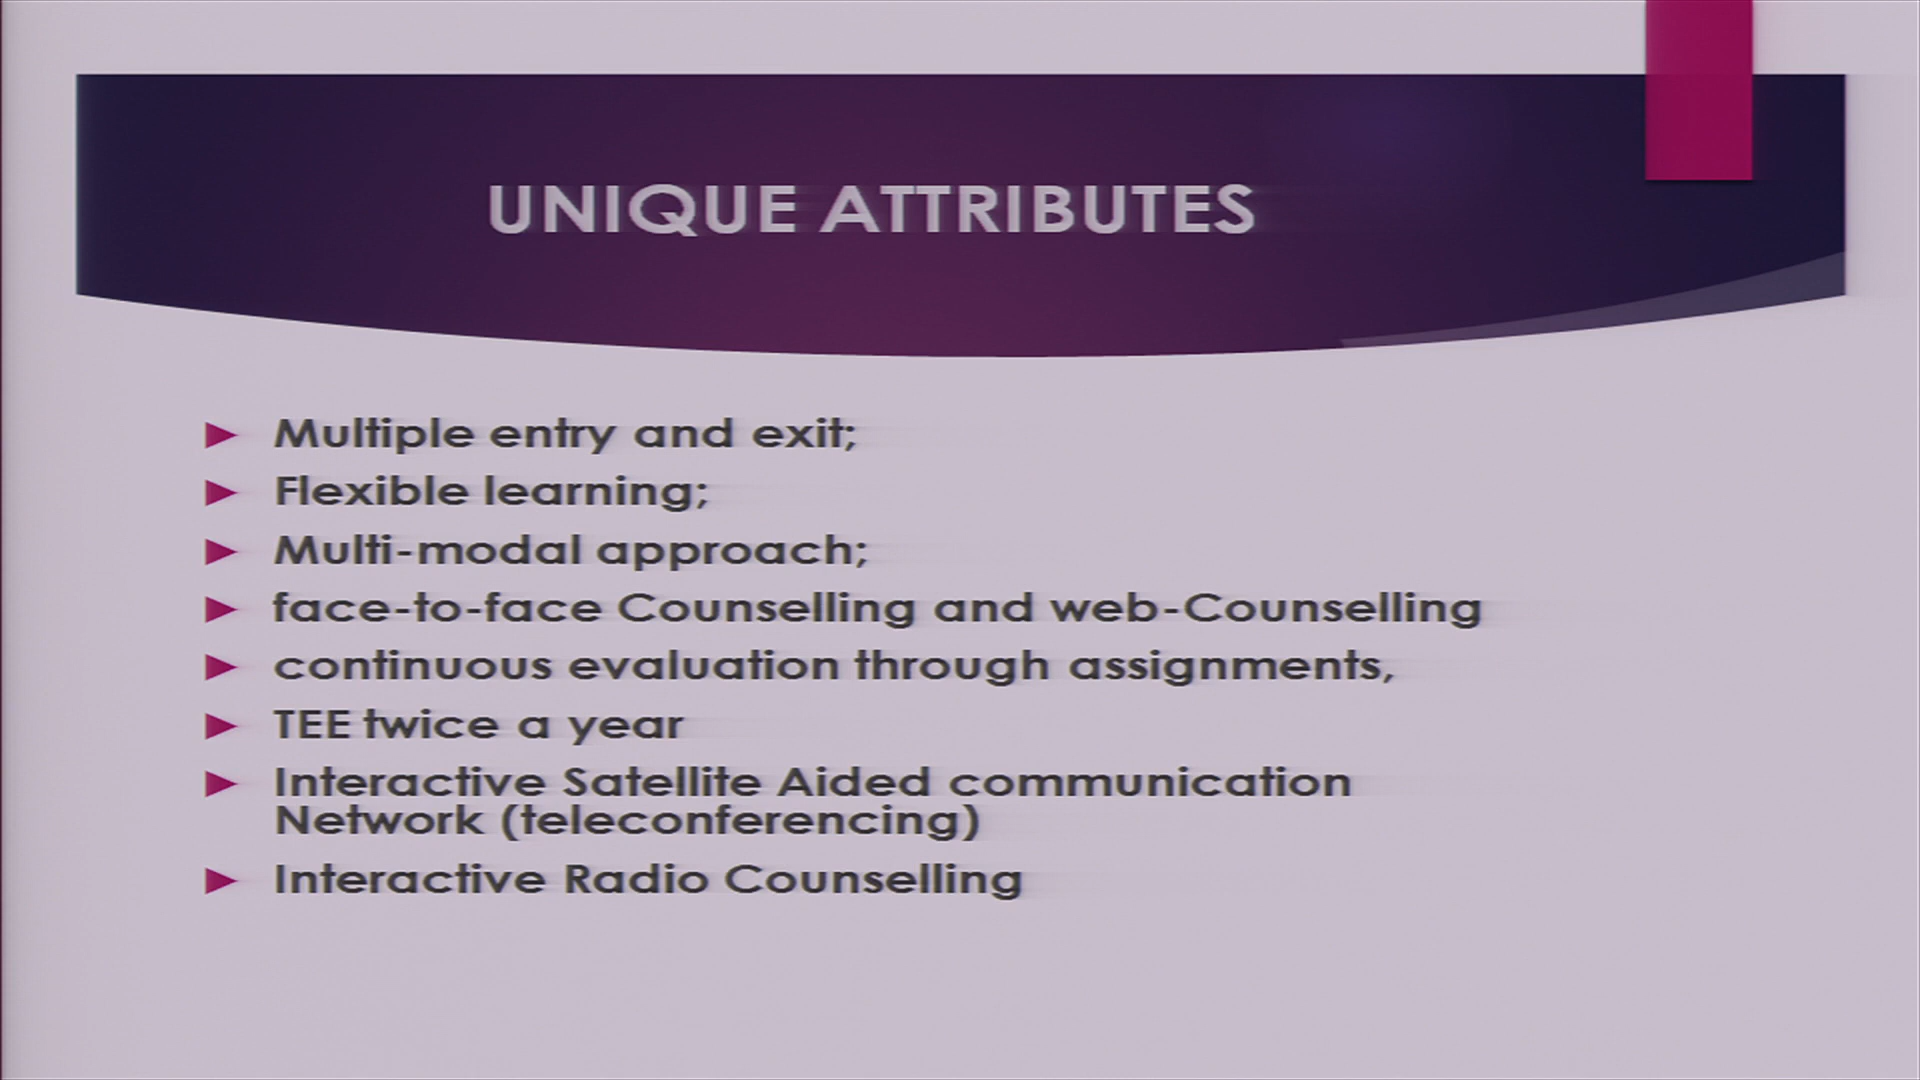 UNIQUE ATTRIBUTES
Multiple entry and exit;
Flexible learning;
Multi-modal approach;
face-to-face Counselling and web-Counselling
continuous evaluation through assignments,
TEE twice a year
Interactive Satellite Aided communication
Network (teleconferencing)
Interactive Radio Counselling